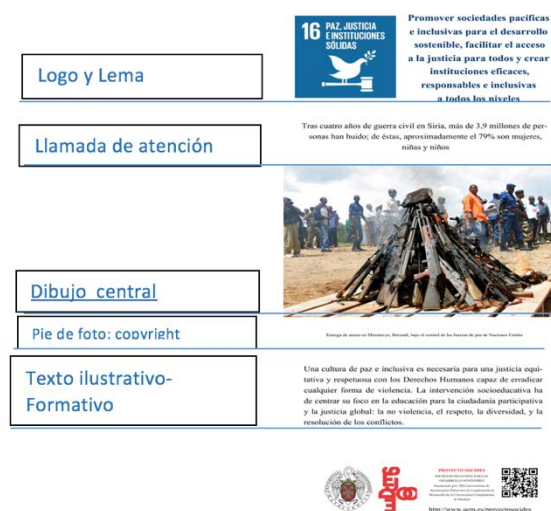 Logo y Lema
16 PAZ, JUSTICIA
E INSTITUCIONES
SÓLIDAS
Promover sociedades pacíficas
e inclusivas para el desarrollo
sostenible, facilitar el acceso
a la justicia para todos y crear
instituciones eficaces,
responsables e inclusivas
a todos los niveles
Llamada de atención
Tras cuatro años de guerra civil en Siria, más de 3,9 millones de per-
sonas han huido; de éstas, aproximadamente el 79% son mujeres,
niñas y niños
Dibujo central
Pie de foto: copyright
Entrega de armas en Muramvya, Burundi, bajo el control de las fuerzas de paz de Naciones Unidas
Texto ilustrativo-
Formativo
Una cultura de paz e inclusiva es necesaria para una justicia equi-
tativa y respetuosa con los Derechos Humanos capaz de erradicar
cualquier forma de violencia. La intervención socioeducativa ha
de centrar su foco en la educación para la ciudadanía participativa
y la justicia global: la no violencia, el respeto, la diversidad, y la
resolución de los conflictos.
PROYECTO SOCIDES
http://www.ucm.es/proyectosocides